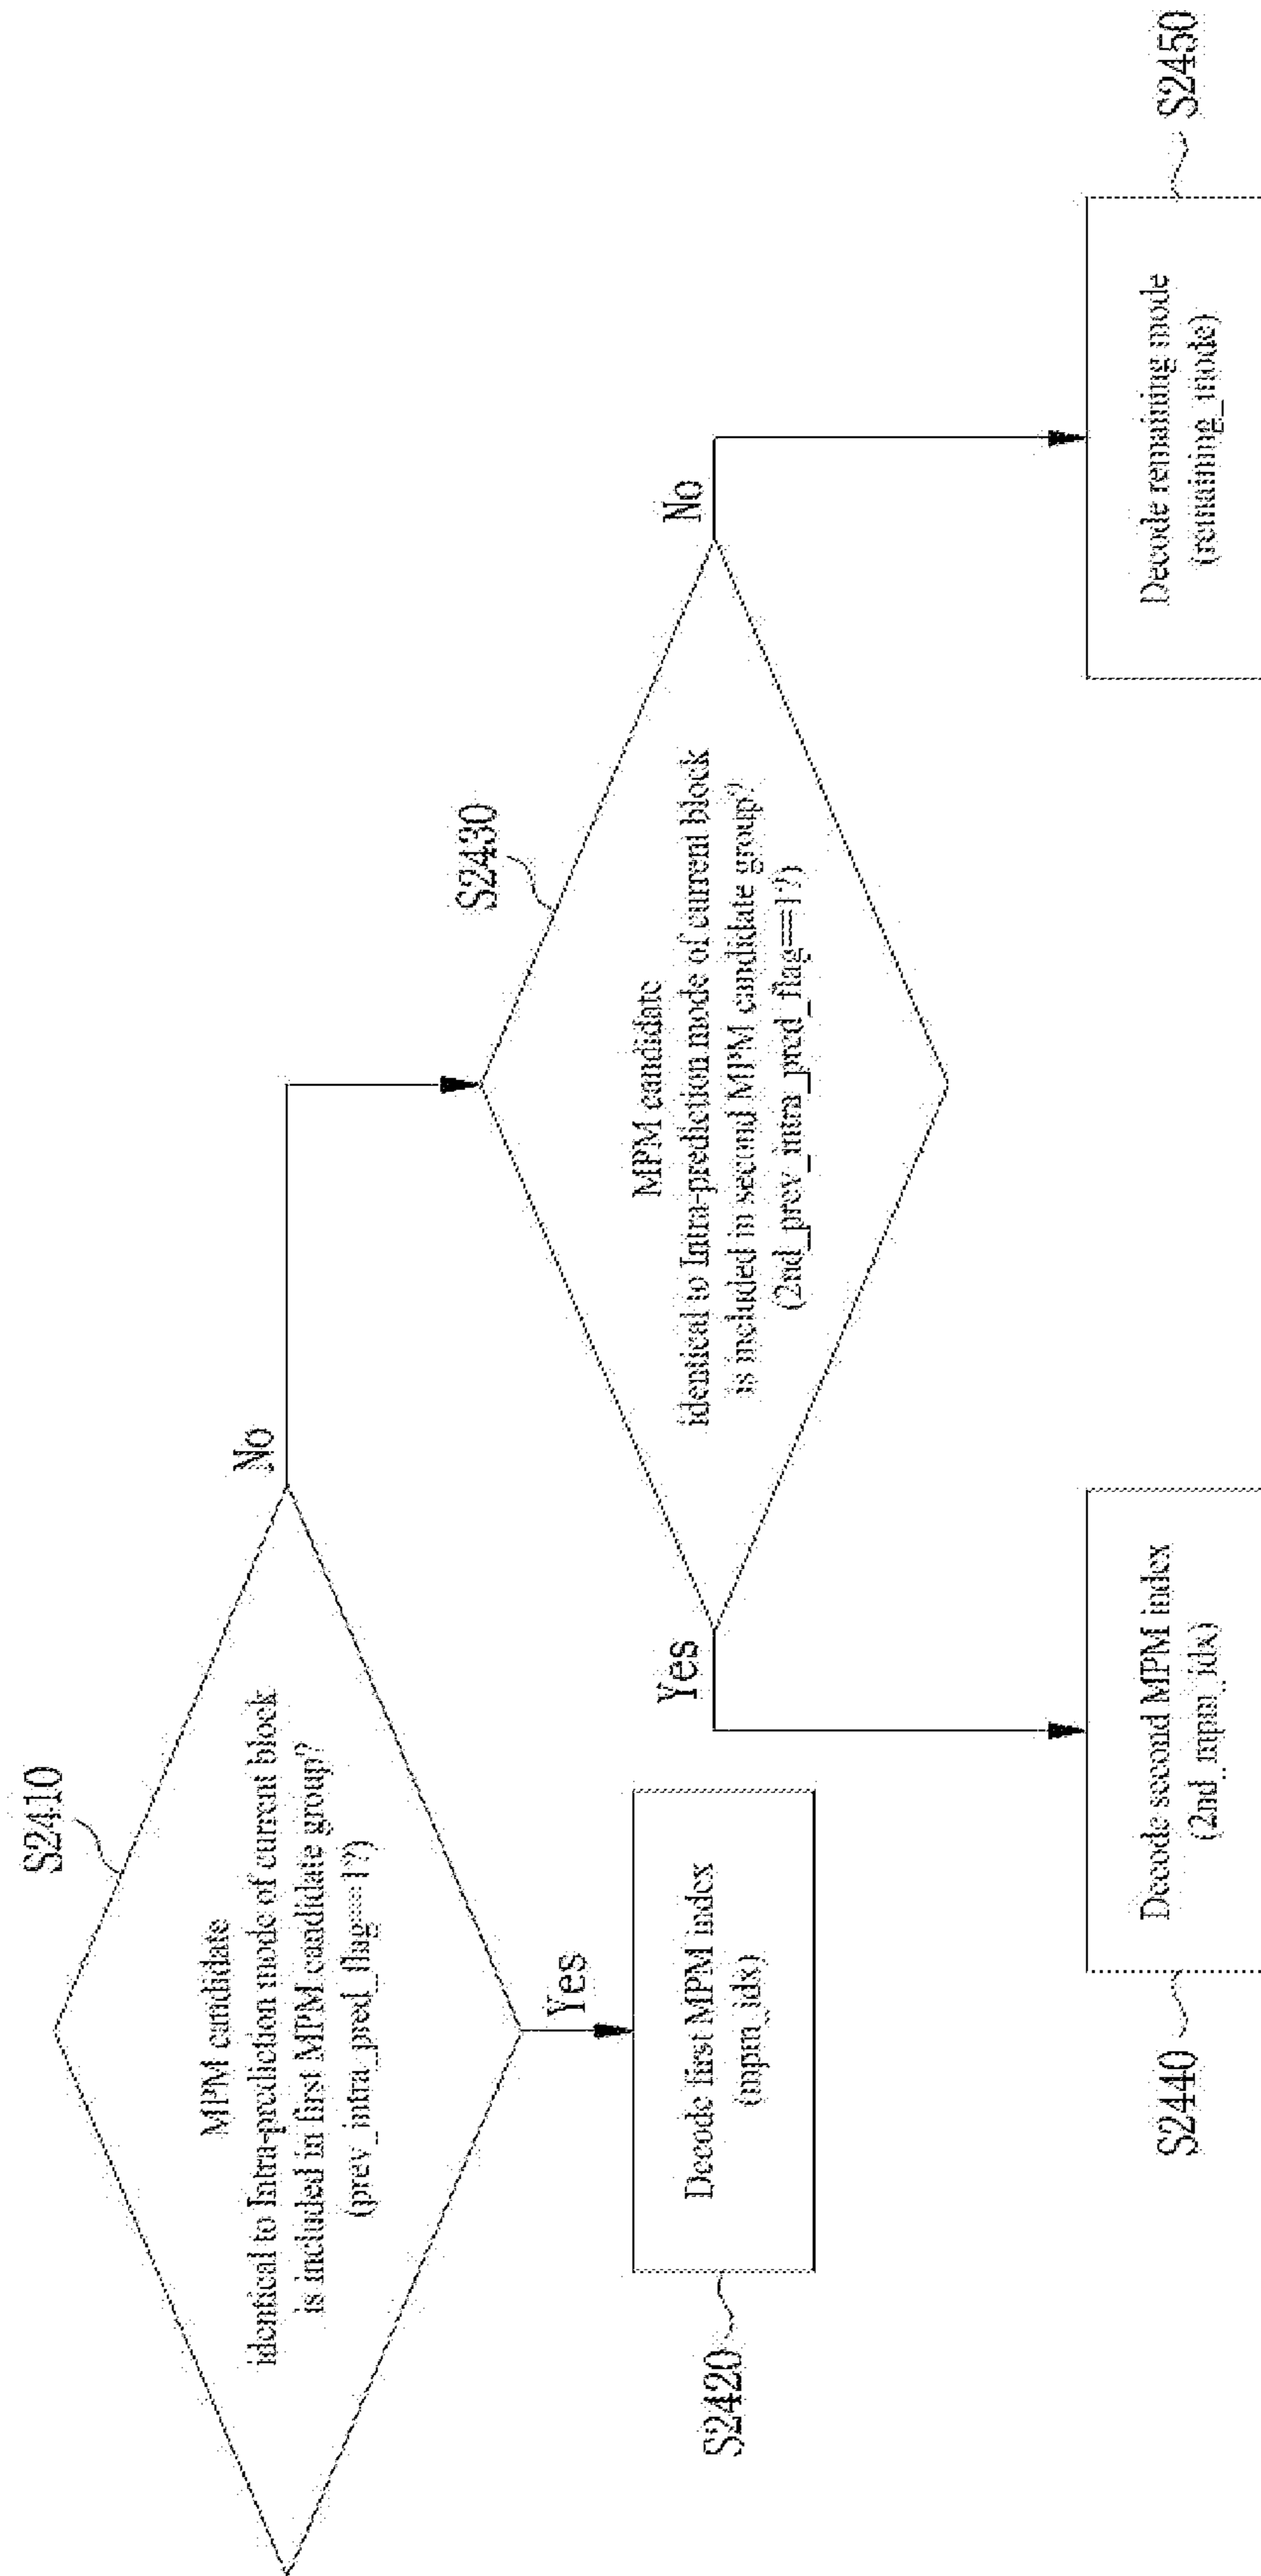 S2410
MPM candidate
identical to Intra-prediction mode of current block
is included in first MPM candidate group?
(prev_intra_pred_flag==1?)
No
Yes
S2420
Decode first MPM index
(mpm_idx)
S2430
MPM candidate
identical to Intra-prediction mode of current block
is included in second MPM candidate group?
(2nd_prev_intra_pred_flag==1?)
Yes
No
S2440
Decode second MPM index
(2nd_mpm_idx)
Decode remaining mode
(remaining_mode)
S2450